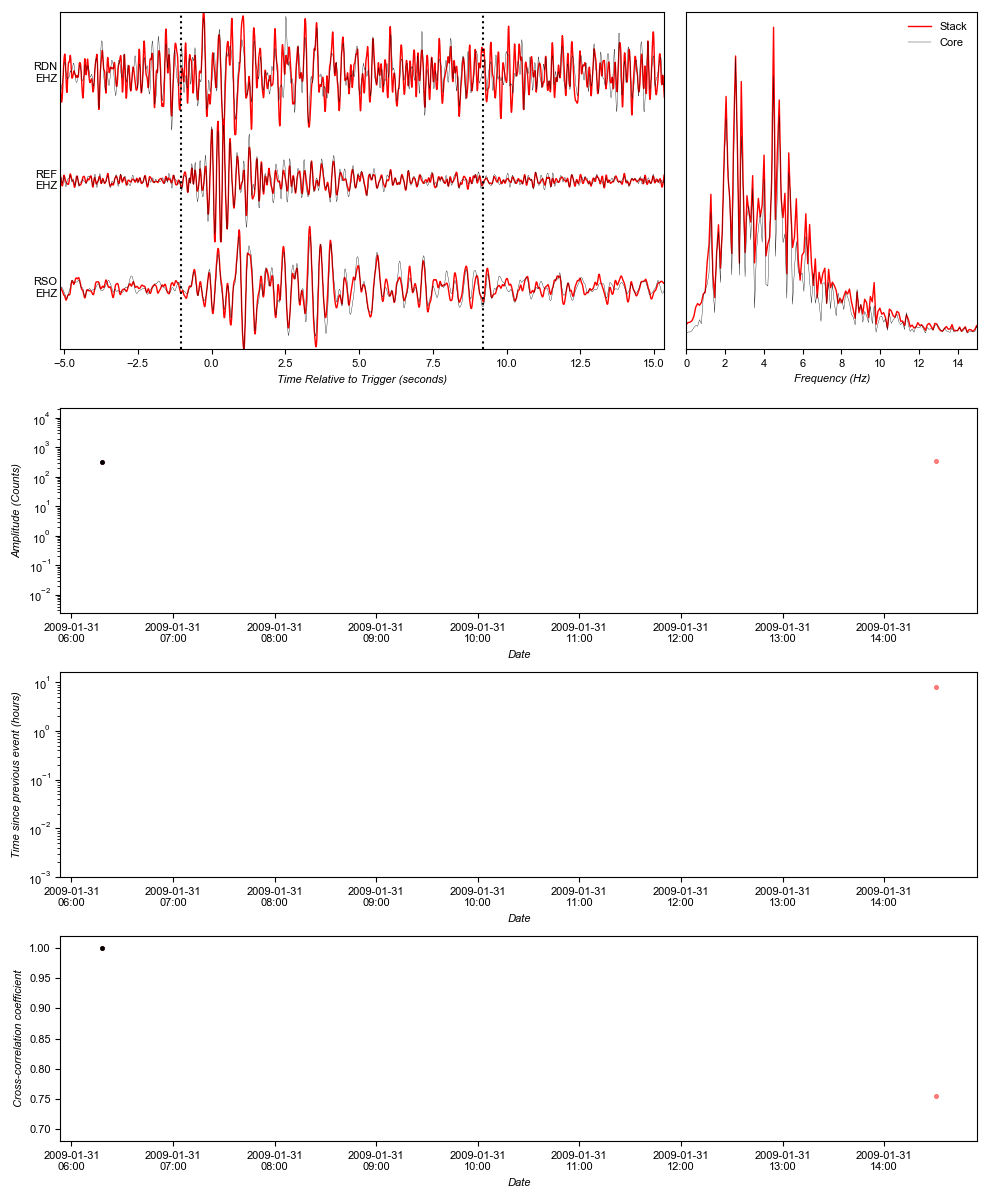 RDN
EHZ
REF
EHZ
RSO
EHZ
−5.0 −2.5 0.0 2.5 5.0 7.5 10.0 12.5 15.0
Time Relative to Trigger (seconds)
Stack
Core
0 2 4 6 8 10 12 14
Frequency (Hz)
10⁴
10³
10²
10¹
10⁰
10⁻¹
10⁻²
Amplitude (Counts)
2009-01-31 2009-01-31 2009-01-31 2009-01-31 2009-01-31 2009-01-31 2009-01-31 2009-01-31 2009-01-31
06:00 07:00 08:00 09:00 10:00 11:00 12:00 13:00 14:00
Date
10¹
10⁰
10⁻¹
10⁻²
10⁻³
Time since previous event (hours)
2009-01-31 2009-01-31 2009-01-31 2009-01-31 2009-01-31 2009-01-31 2009-01-31 2009-01-31 2009-01-31
06:00 07:00 08:00 09:00 10:00 11:00 12:00 13:00 14:00
Date
1.00
0.95
0.90
0.85
0.80
0.75
0.70
Cross-correlation coefficient
2009-01-31 2009-01-31 2009-01-31 2009-01-31 2009-01-31 2009-01-31 2009-01-31 2009-01-31 2009-01-31
06:00 07:00 08:00 09:00 10:00 11:00 12:00 13:00 14:00
Date